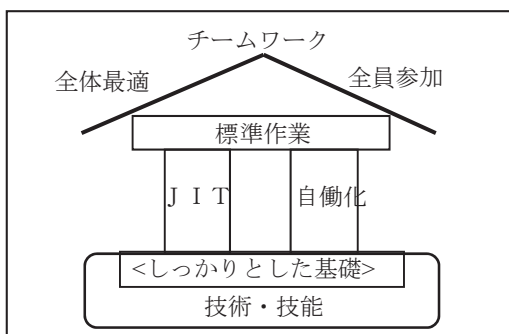 チームワーク
全体最適
全員参加
標準作業
ＪＩＴ
自働化
<しっかりとした基礎>
技術・技能